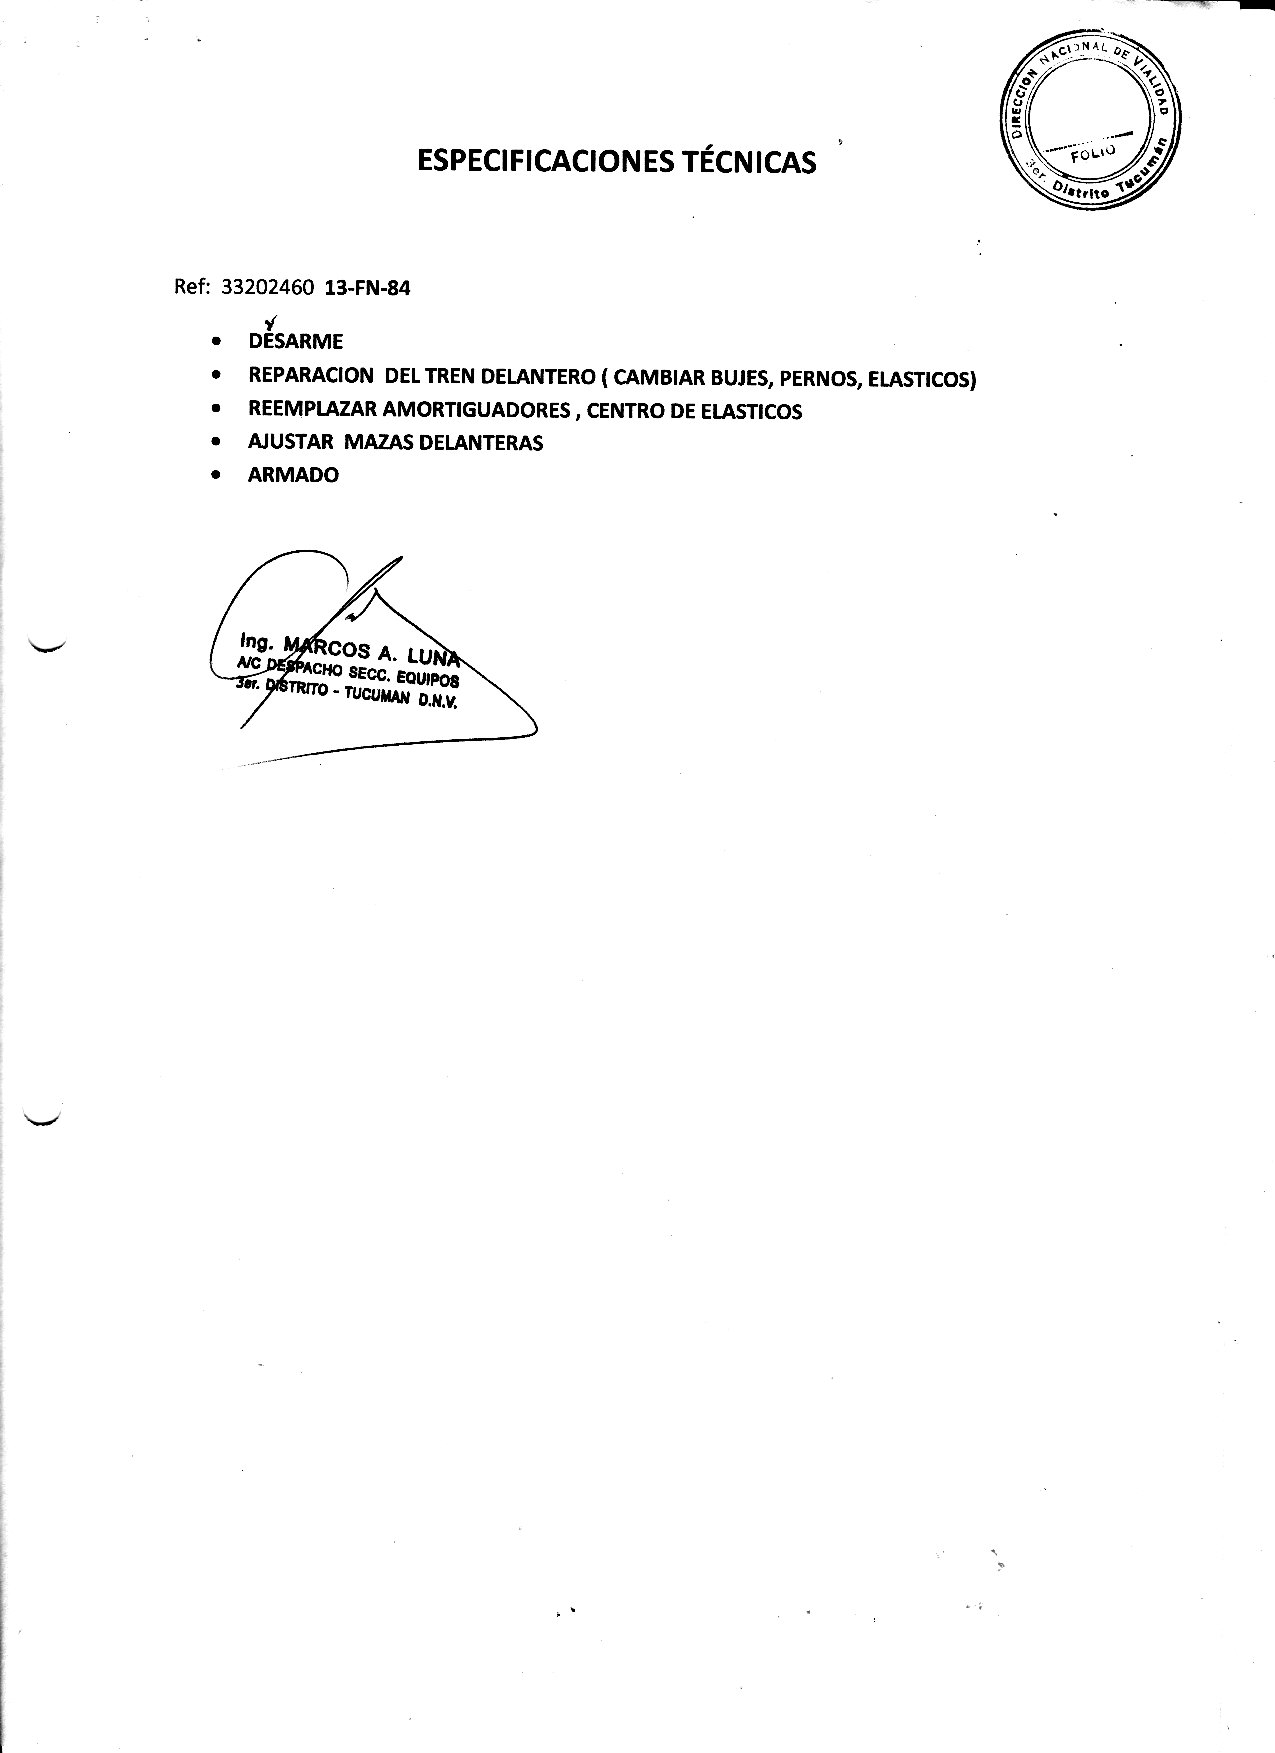 DIRECCION NACIONAL DE VIALIDAD
FOLIO
3er. Distrito Tucumán
ESPECIFICACIONES TÉCNICAS
Ref: 33202460 13-FN-84
• DESARME
• REPARACION DEL TREN DELANTERO ( CAMBIAR BUJES, PERNOS, ELASTICOS)
• REEMPLAZAR AMORTIGUADORES , CENTRO DE ELASTICOS
• AJUSTAR MAZAS DELANTERAS
• ARMADO
Ing. MARCOS A. LUNA
A/C DESPACHO SECC. EQUIPOS
3er. DISTRITO - TUCUMAN D.N.V.